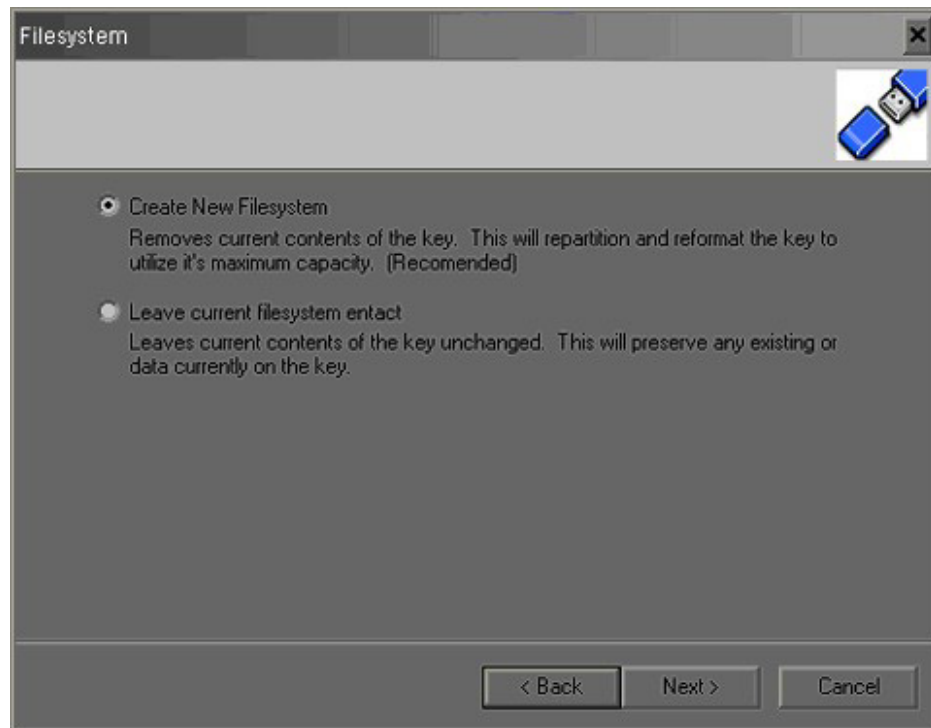 Filesystem
Create New Filesystem
Removes current contents of the key. This will repartition and reformat the key to
utilize it's maximum capacity. (Recomended)
Leave current filesystem entact
Leaves current contents of the key unchanged. This will preserve any existing or
data currently on the key.
< Back Next > Cancel